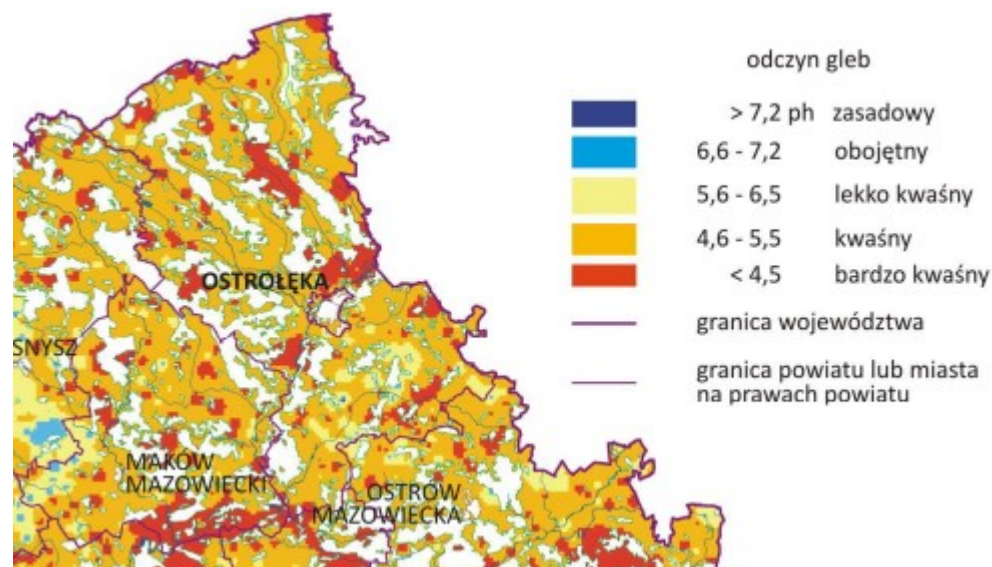 odczyn gleb
> 7,2 ph zasadowy
6,6 - 7,2 obojętny
5,6 - 6,5 lekko kwaśny
4,6 - 5,5 kwaśny
< 4,5 bardzo kwaśny
granica województwa
granica powiatu lub miasta
na prawach powiatu
OSTROŁĘKA
SNYSZ
MAKÓW
MAZOWIECKI
OSTRÓW
MAZOWIECKA